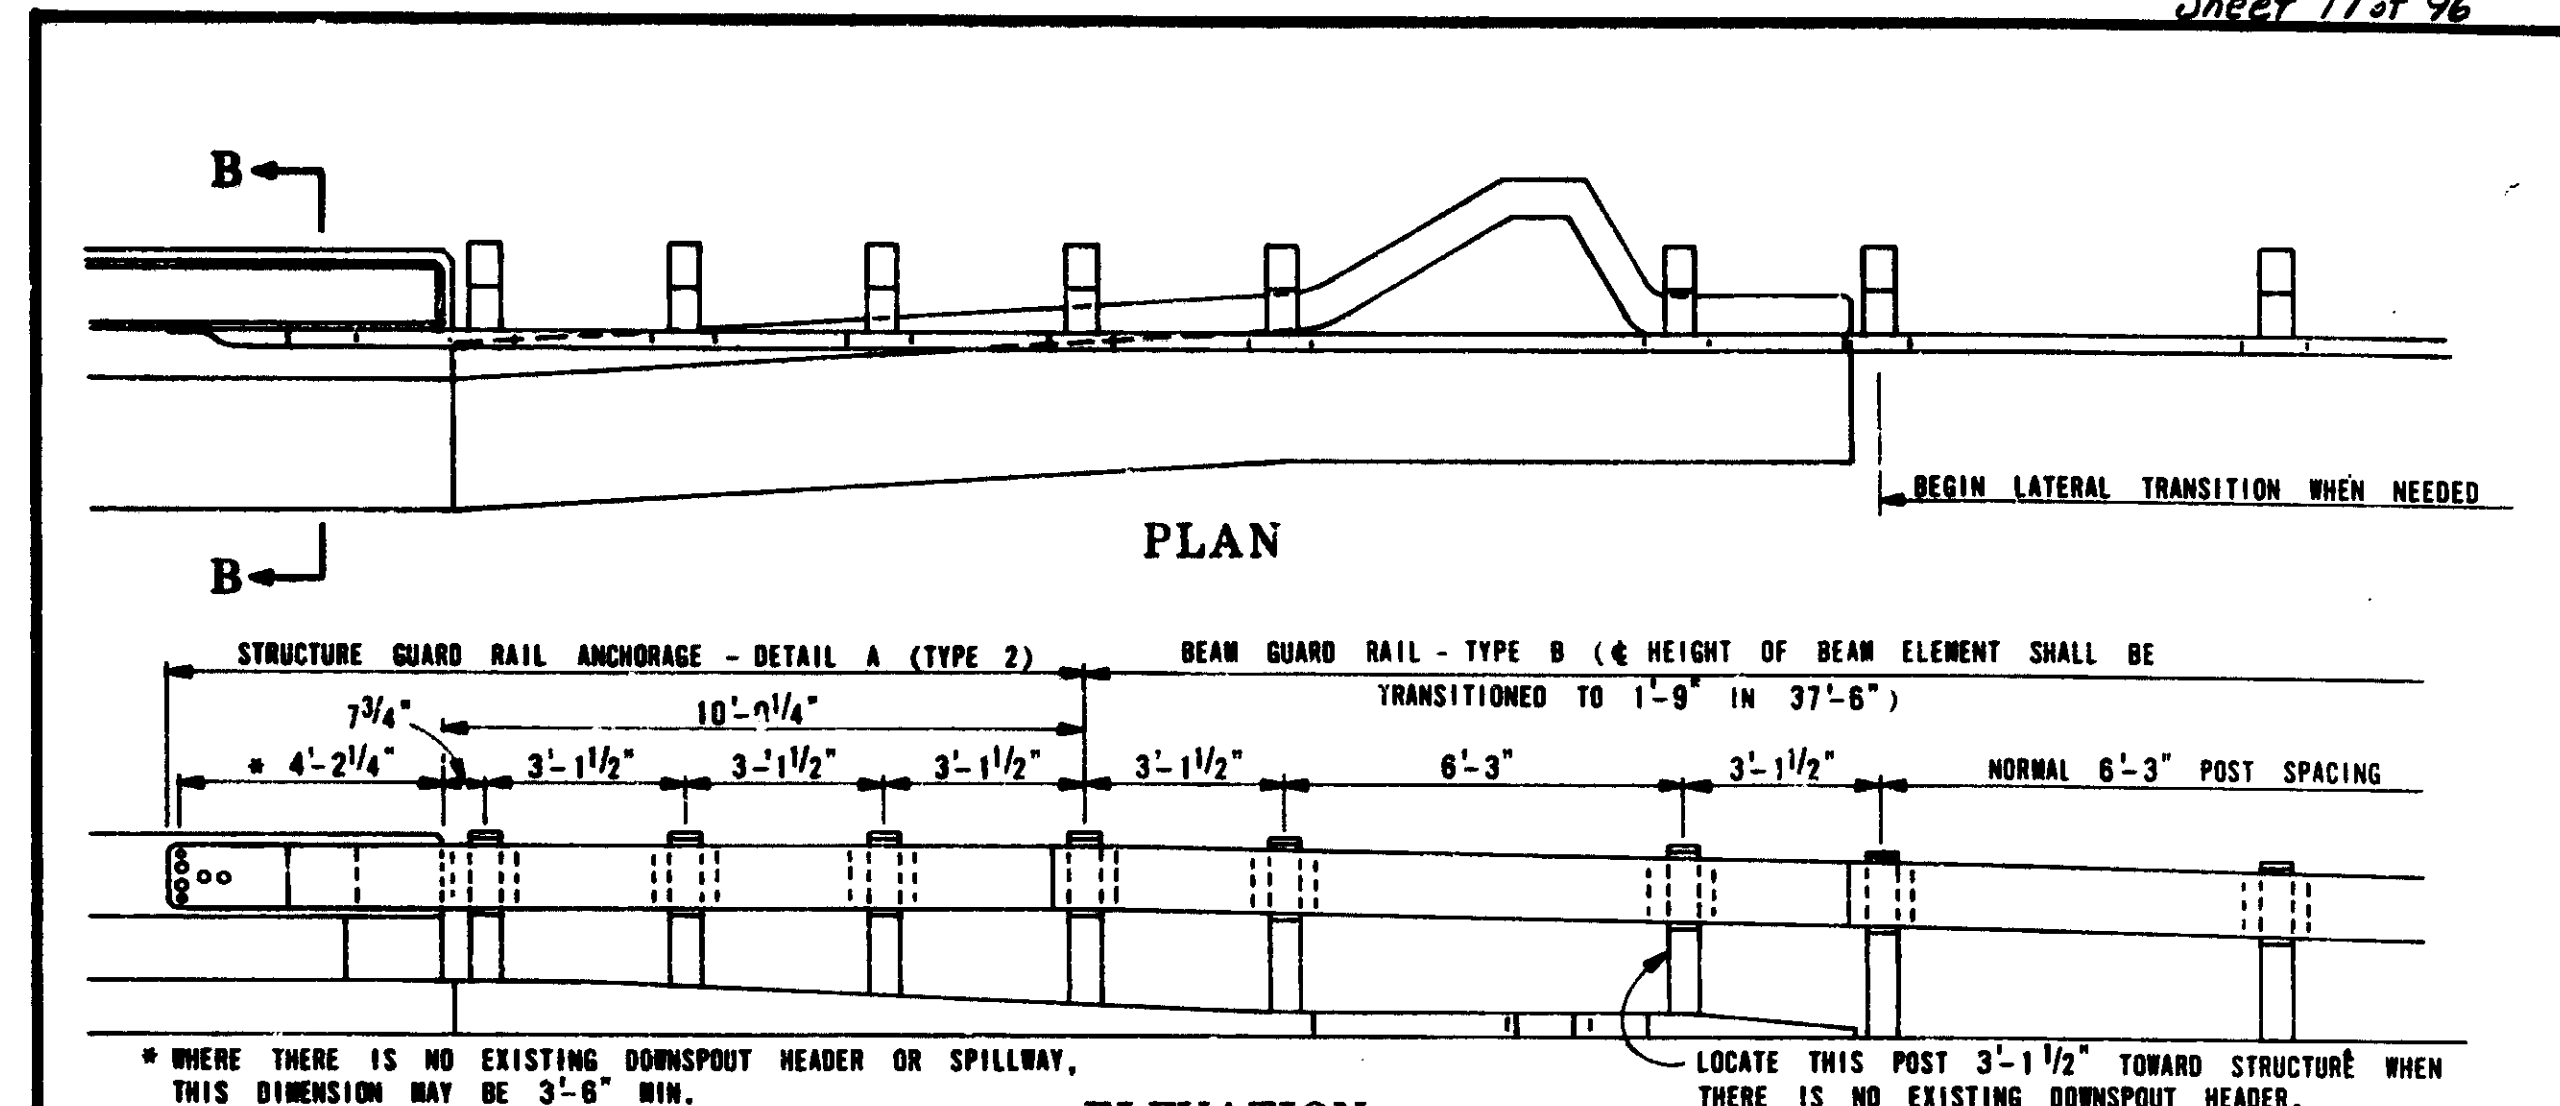 Sheet 11 of 96
B
B
BEGIN LATERAL TRANSITION WHEN NEEDED
PLAN
STRUCTURE GUARD RAIL ANCHORAGE - DETAIL A (TYPE 2)
BEAM GUARD RAIL - TYPE B (℄ HEIGHT OF BEAM ELEMENT SHALL BE
TRANSITIONED TO 1'-9" IN 37'-6")
7 3/4"
* 4'-2 1/4" 3'-1 1/2" 3-'1 1/2" 3'-1 1/2" 3'-1 1/2" 6'-3" 3'-1 1/2" NORMAL 6'-3" POST SPACING
* WHERE THERE IS NO EXISTING DOWNSPOUT HEADER OR SPILLWAY,
THIS DIMENSION MAY BE 3'-6" MIN.
LOCATE THIS POST 3'-1 1/2" TOWARD STRUCTURE WHEN
THERE IS NO EXISTING DOWNSPOUT HEADER.